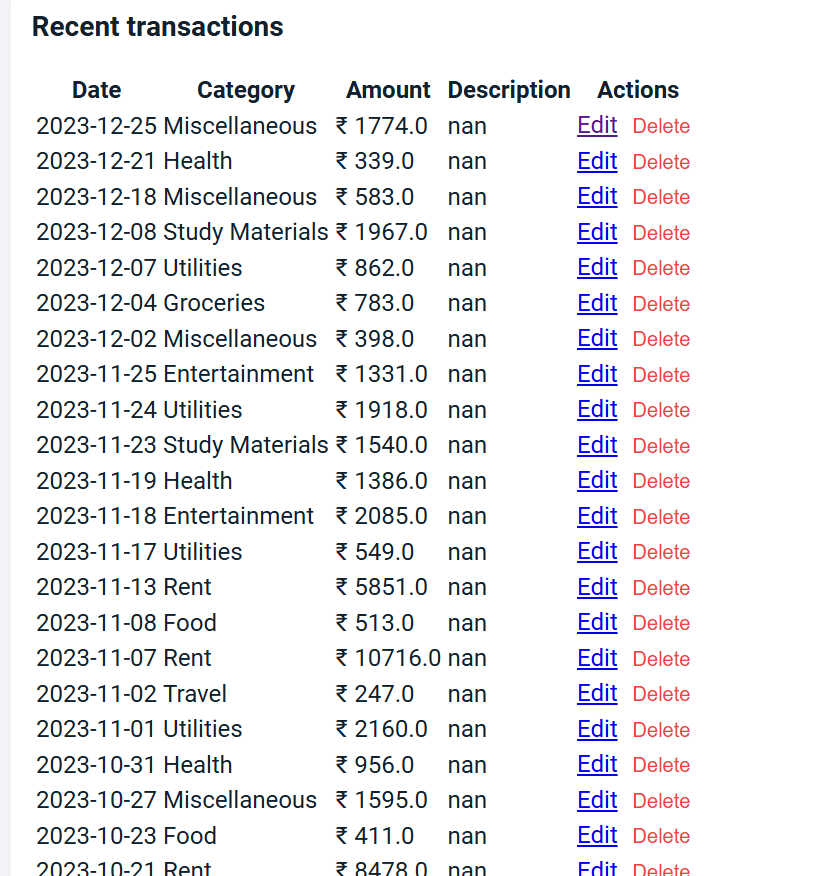 Recent transactions
Date Category Amount Description Actions
2023-12-25 Miscellaneous ₹ 1774.0 nan Edit Delete
2023-12-21 Health ₹ 339.0 nan Edit Delete
2023-12-18 Miscellaneous ₹ 583.0 nan Edit Delete
2023-12-08 Study Materials ₹ 1967.0 nan Edit Delete
2023-12-07 Utilities ₹ 862.0 nan Edit Delete
2023-12-04 Groceries ₹ 783.0 nan Edit Delete
2023-12-02 Miscellaneous ₹ 398.0 nan Edit Delete
2023-11-25 Entertainment ₹ 1331.0 nan Edit Delete
2023-11-24 Utilities ₹ 1918.0 nan Edit Delete
2023-11-23 Study Materials ₹ 1540.0 nan Edit Delete
2023-11-19 Health ₹ 1386.0 nan Edit Delete
2023-11-18 Entertainment ₹ 2085.0 nan Edit Delete
2023-11-17 Utilities ₹ 549.0 nan Edit Delete
2023-11-13 Rent ₹ 5851.0 nan Edit Delete
2023-11-08 Food ₹ 513.0 nan Edit Delete
2023-11-07 Rent ₹ 10716.0 nan Edit Delete
2023-11-02 Travel ₹ 247.0 nan Edit Delete
2023-11-01 Utilities ₹ 2160.0 nan Edit Delete
2023-10-31 Health ₹ 956.0 nan Edit Delete
2023-10-27 Miscellaneous ₹ 1595.0 nan Edit Delete
2023-10-23 Food ₹ 411.0 nan Edit Delete
2023-10-21 Rent ₹ 8478.0 nan Edit Delete